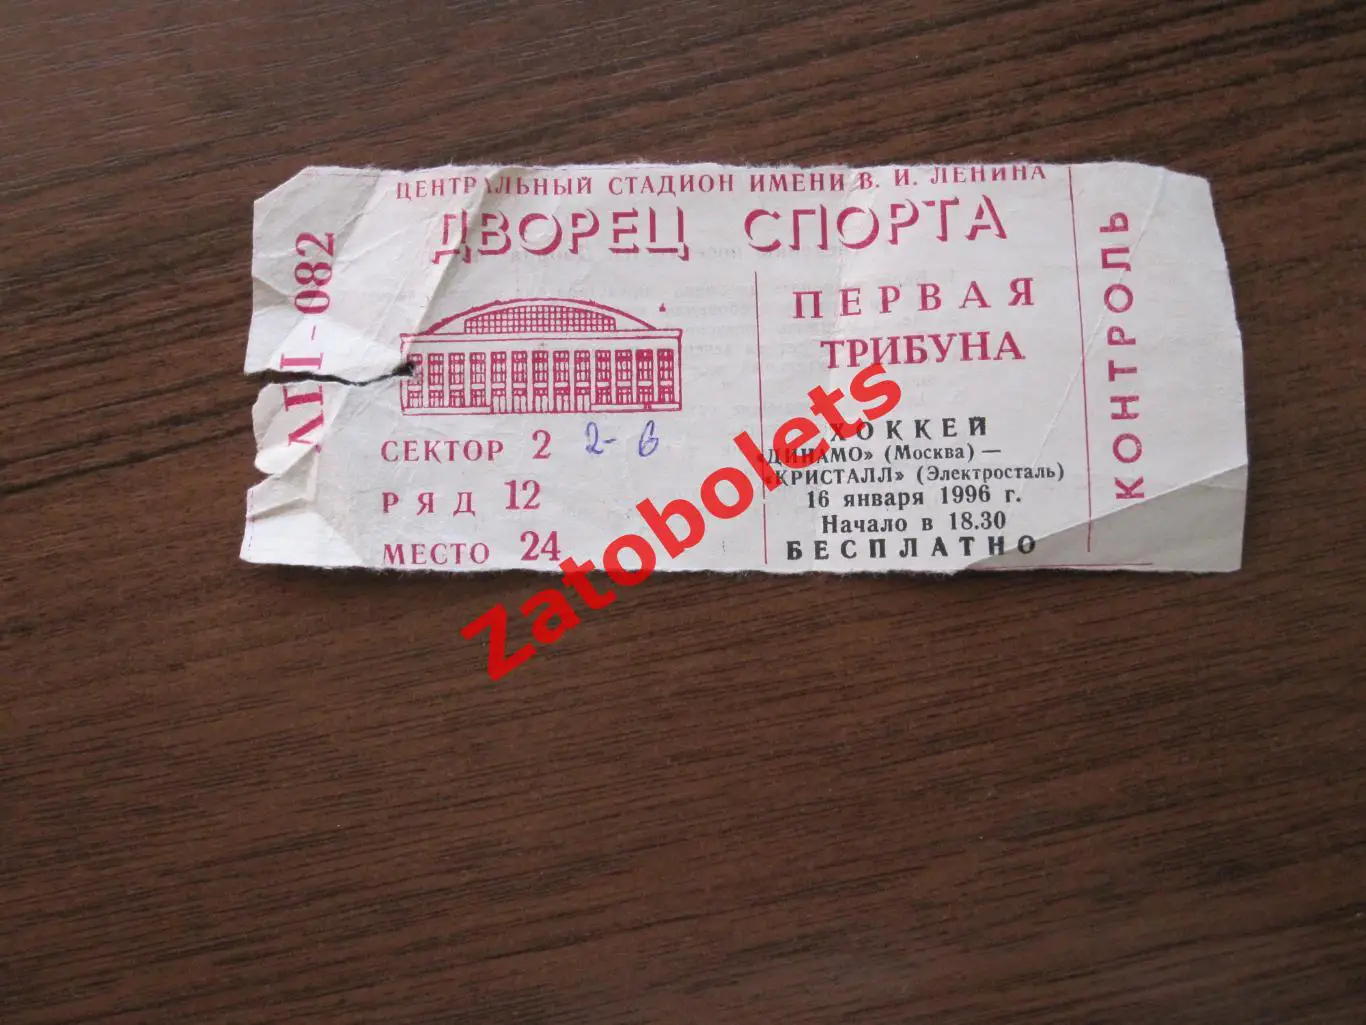 ЦЕНТРАЛЬНЫЙ СТАДИОН ИМЕНИ В. И. ЛЕНИНА
ДВОРЕЦ СПОРТА
ПЕРВАЯ
ТРИБУНА
СЕКТОР 2 2-6
РЯД 12
МЕСТО 24
ХОККЕЙ
«ДИНАМО» (Москва) —
«КРИСТАЛЛ» (Электросталь)
16 января 1996 г.
Начало в 18.30
БЕСПЛАТНО
КОНТРОЛЬ
-082
Zatobolets